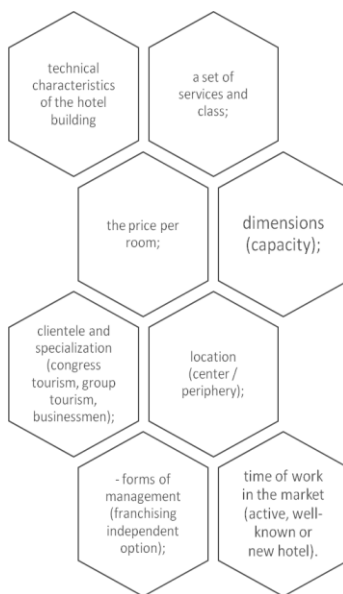 technical
characteristics
of the hotel
building
a set of
services and
class;
the price per
room;
dimensions
(capacity);
clientele and
specialization
(congress
tourism, group
tourism,
businessmen);
location
(center /
periphery);
- forms of
management
(franchising
independent
option);
time of work
in the market
(active, well-
known or
new hotel).